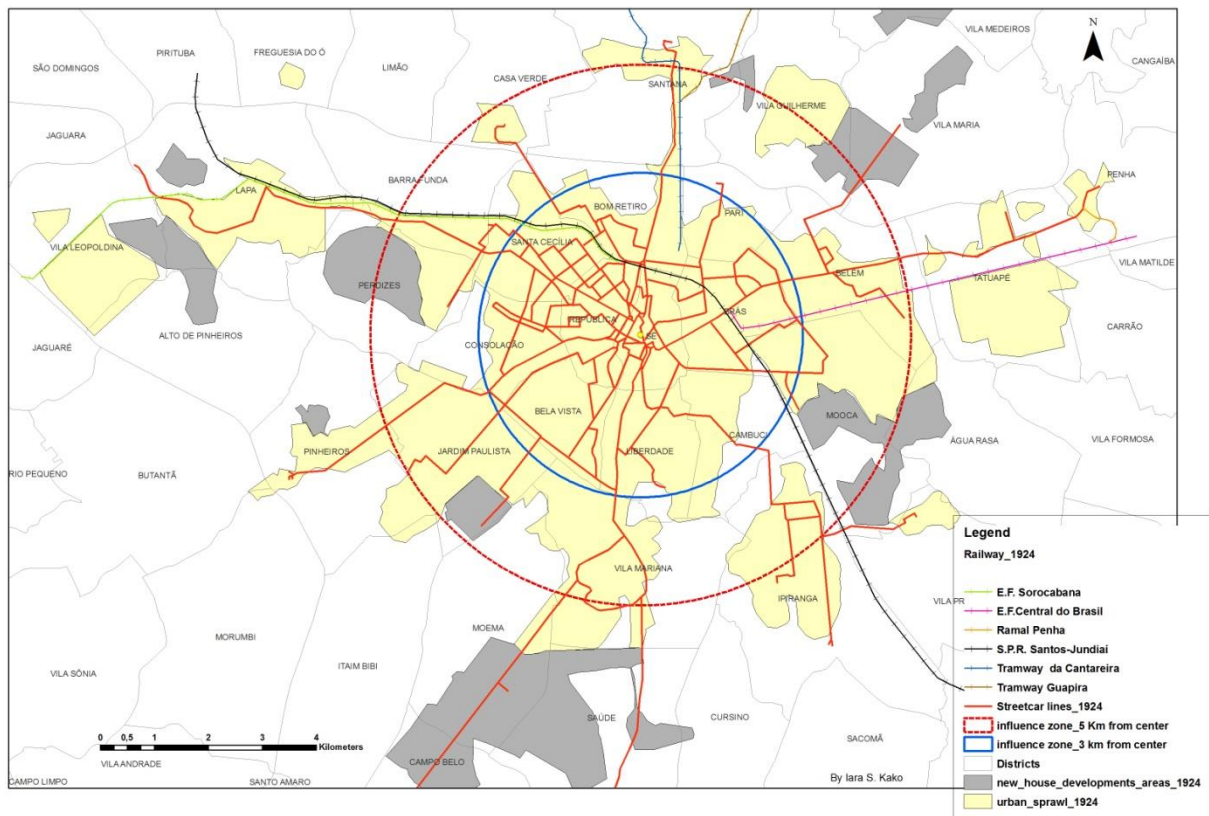 N
VILA MEDEIROS
PIRITUBA
FREGUESIA DO Ó
LIMÃO
CANGAÍBA
SÃO DOMINGOS
CASA VERDE
SANTANA
VILA GUILHERME
VILA MARIA
JAGUARA
PENHA
BARRA-FUNDA
LAPA
BOM RETIRO
PARI
SANTA CECÍLIA
VILA LEOPOLDINA
VILA MATILDE
BELÉM
TATUAPÉ
PERDIZES
BRÁS
REPÚBLICA
CARRÃO
ALTO DE PINHEIROS
SÉ
JAGUARÉ
CONSOLAÇÃO
BELA VISTA
MOOCA
CAMBUCI
ÁGUA RASA
VILA FORMOSA
PINHEIROS
JARDIM PAULISTA
LIBERDADE
RIO PEQUENO
BUTANTÃ
VILA MARIANA
IPIRANGA
VILA PR
MOEMA
MORUMBI
ITAIM BIBI
VILA SÔNIA
SAÚDE
CURSINO
SACOMÃ
0 0,5 1 2 3 4
Kilometers
VILA ANDRADE
CAMPO BELO
CAMPO LIMPO
SANTO AMARO
By Iara S. Kako
Legend
Railway_1924
E.F. Sorocabana
E.F.Central do Brasil
Ramal Penha
S.P.R. Santos-Jundiaí
Tramway da Cantareira
Tramway Guapira
Streetcar lines_1924
influence zone_5 Km from center
influence zone_3 km from center
Districts
new_house_developments_areas_1924
urban_sprawl_1924